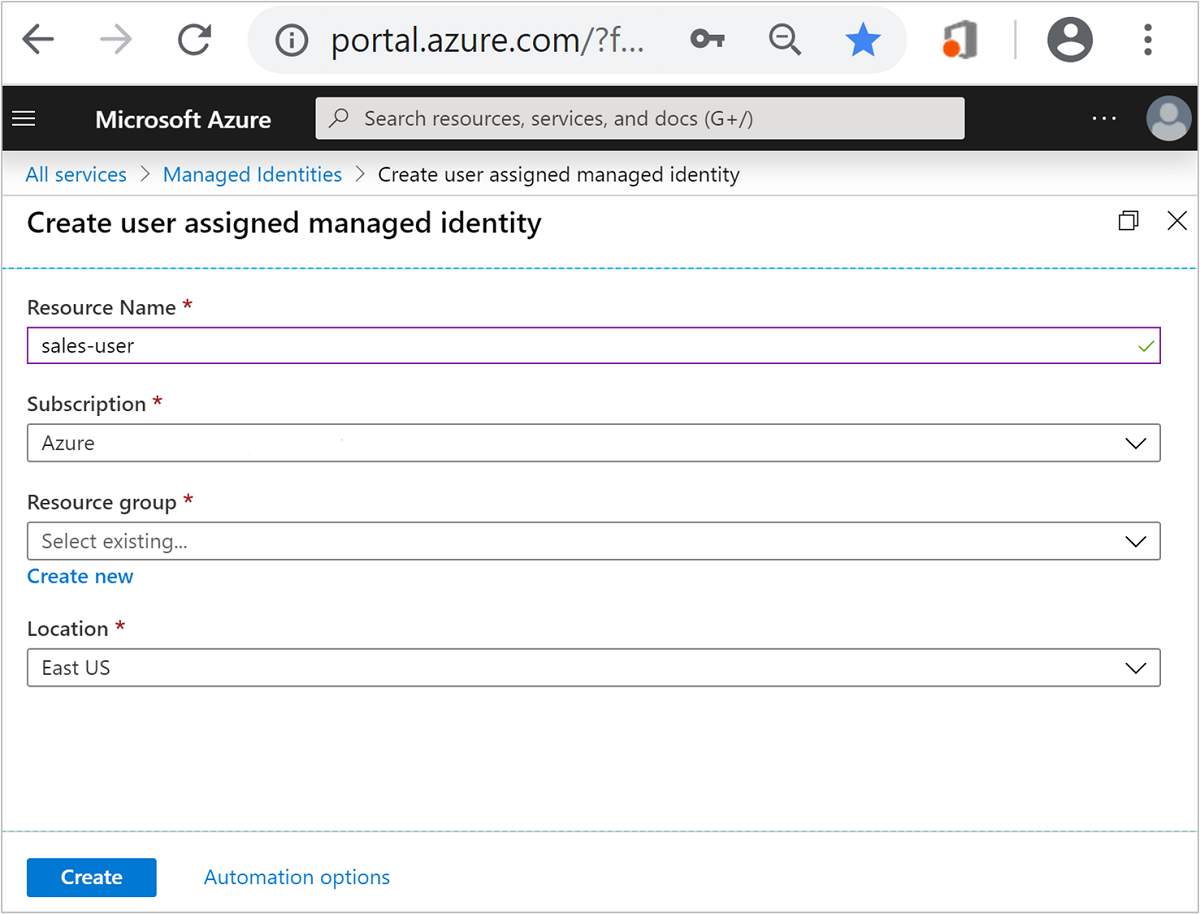 portal.azure.com/?f...
Microsoft Azure
Search resources, services, and docs (G+/)
...
All services > Managed Identities > Create user assigned managed identity
Create user assigned managed identity
Resource Name *
sales-user
Subscription *
Azure
Resource group *
Select existing...
Create new
Location *
East US
Create
Automation options